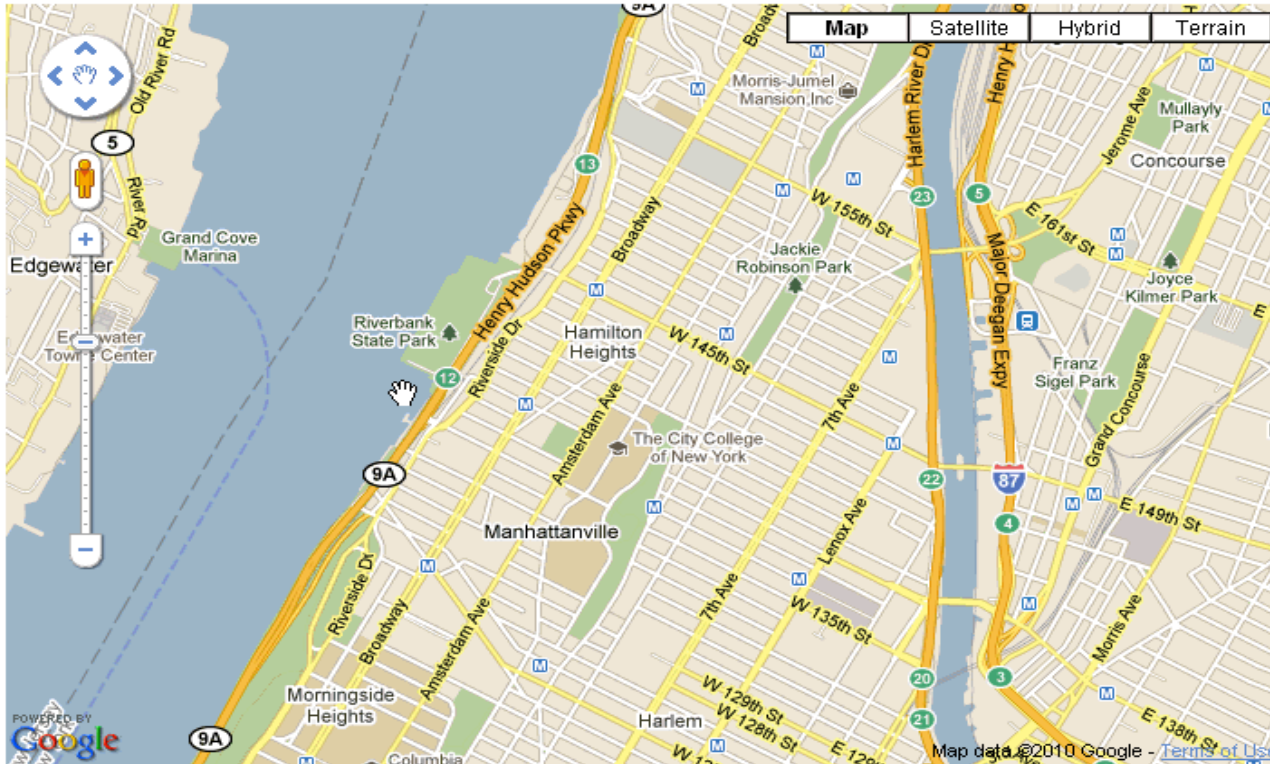 9A
Map
Satellite
Hybrid
Terrain
Old River Rd
Broadway
Morris-Jumel
Mansion,Inc
Harlem River Dr
Mullayly
Park
Jerome Ave
5
Concourse
13
River Rd
W 155th St
23
5
E 161st St
Grand Cove
Marina
Henry Hudson Pkwy
Broadway
Edgewater
Jackie
Robinson Park
Major Deegan Expy
Joyce
Kilmer Park
Edgewater
Towne Center
Riverbank
State Park
Riverside Dr
Hamilton
Heights
W 145th St
Franz
Sigel Park
12
Amsterdam Ave
7th Ave
Grand Concourse
The City College
of New York
9A
22
87
Manhattanville
Lenox Ave
4
E 149th St
Riverside Dr
7th Ave
W 135th St
Broadway
Amsterdam Ave
Morris Ave
20
3
Morningside
Heights
W 129th St
Harlem
W 128th St
E 138th St
POWERED BY
Google
9A
21
Columbia
Map data ©2010 Google - Terms of Us